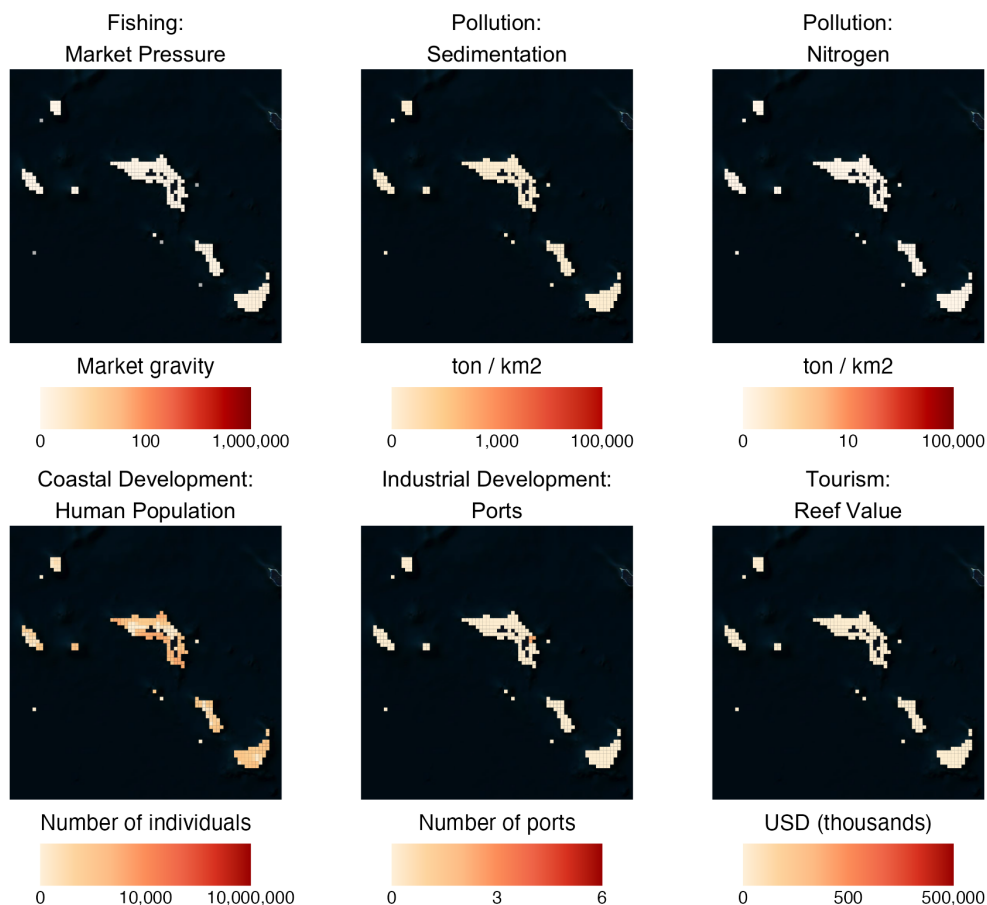 Fishing:
Market Pressure
Pollution:
Sedimentation
Pollution:
Nitrogen
Market gravity
0 100 1,000,000
ton / km2
0 1,000 100,000
ton / km2
0 10 100,000
Coastal Development:
Human Population
Industrial Development:
Ports
Tourism:
Reef Value
Number of individuals
0 10,000 10,000,000
Number of ports
0 3 6
USD (thousands)
0 500 500,000